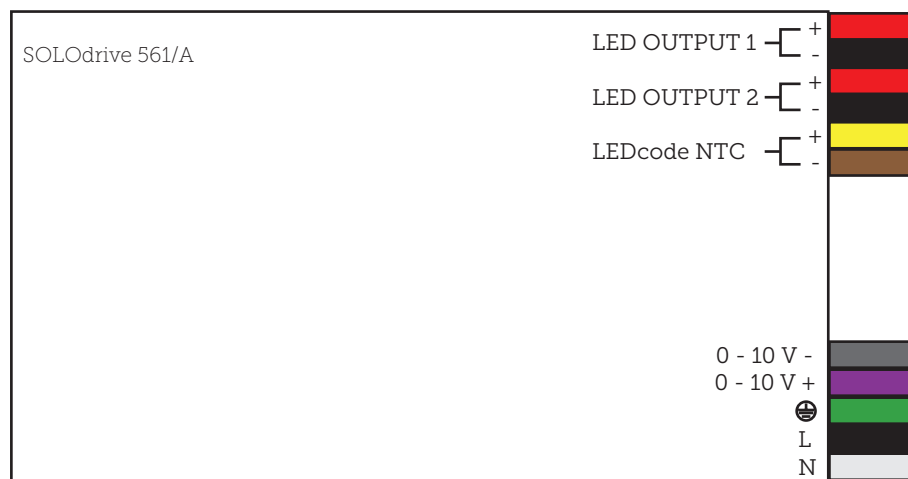 SOLOdrive 561/A
LED OUTPUT 1
+
-
LED OUTPUT 2
+
-
LEDcode NTC
+
-
0 - 10 V -
0 - 10 V +
L
N